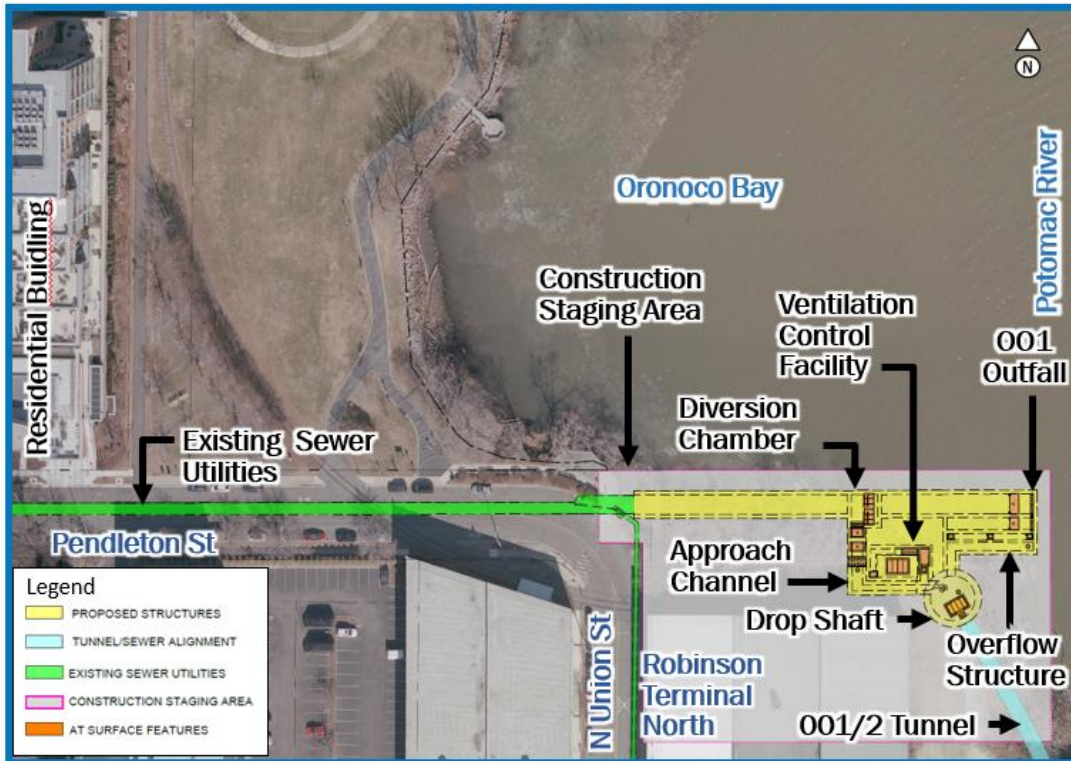 N
Oronoco Bay
Potomac River
Residential Buidling
Construction
Staging Area
Ventilation
Control
Facility
001
Outfall
Diversion
Chamber
Existing Sewer
Utilities
Pendleton St
Approach
Channel
Drop Shaft
Overflow
Structure
N Union St
Robinson
Terminal
North
001/2 Tunnel
Legend
PROPOSED STRUCTURES
TUNNEL/SEWER ALIGNMENT
EXISTING SEWER UTILITIES
CONSTRUCTION STAGING AREA
AT SURFACE FEATURES